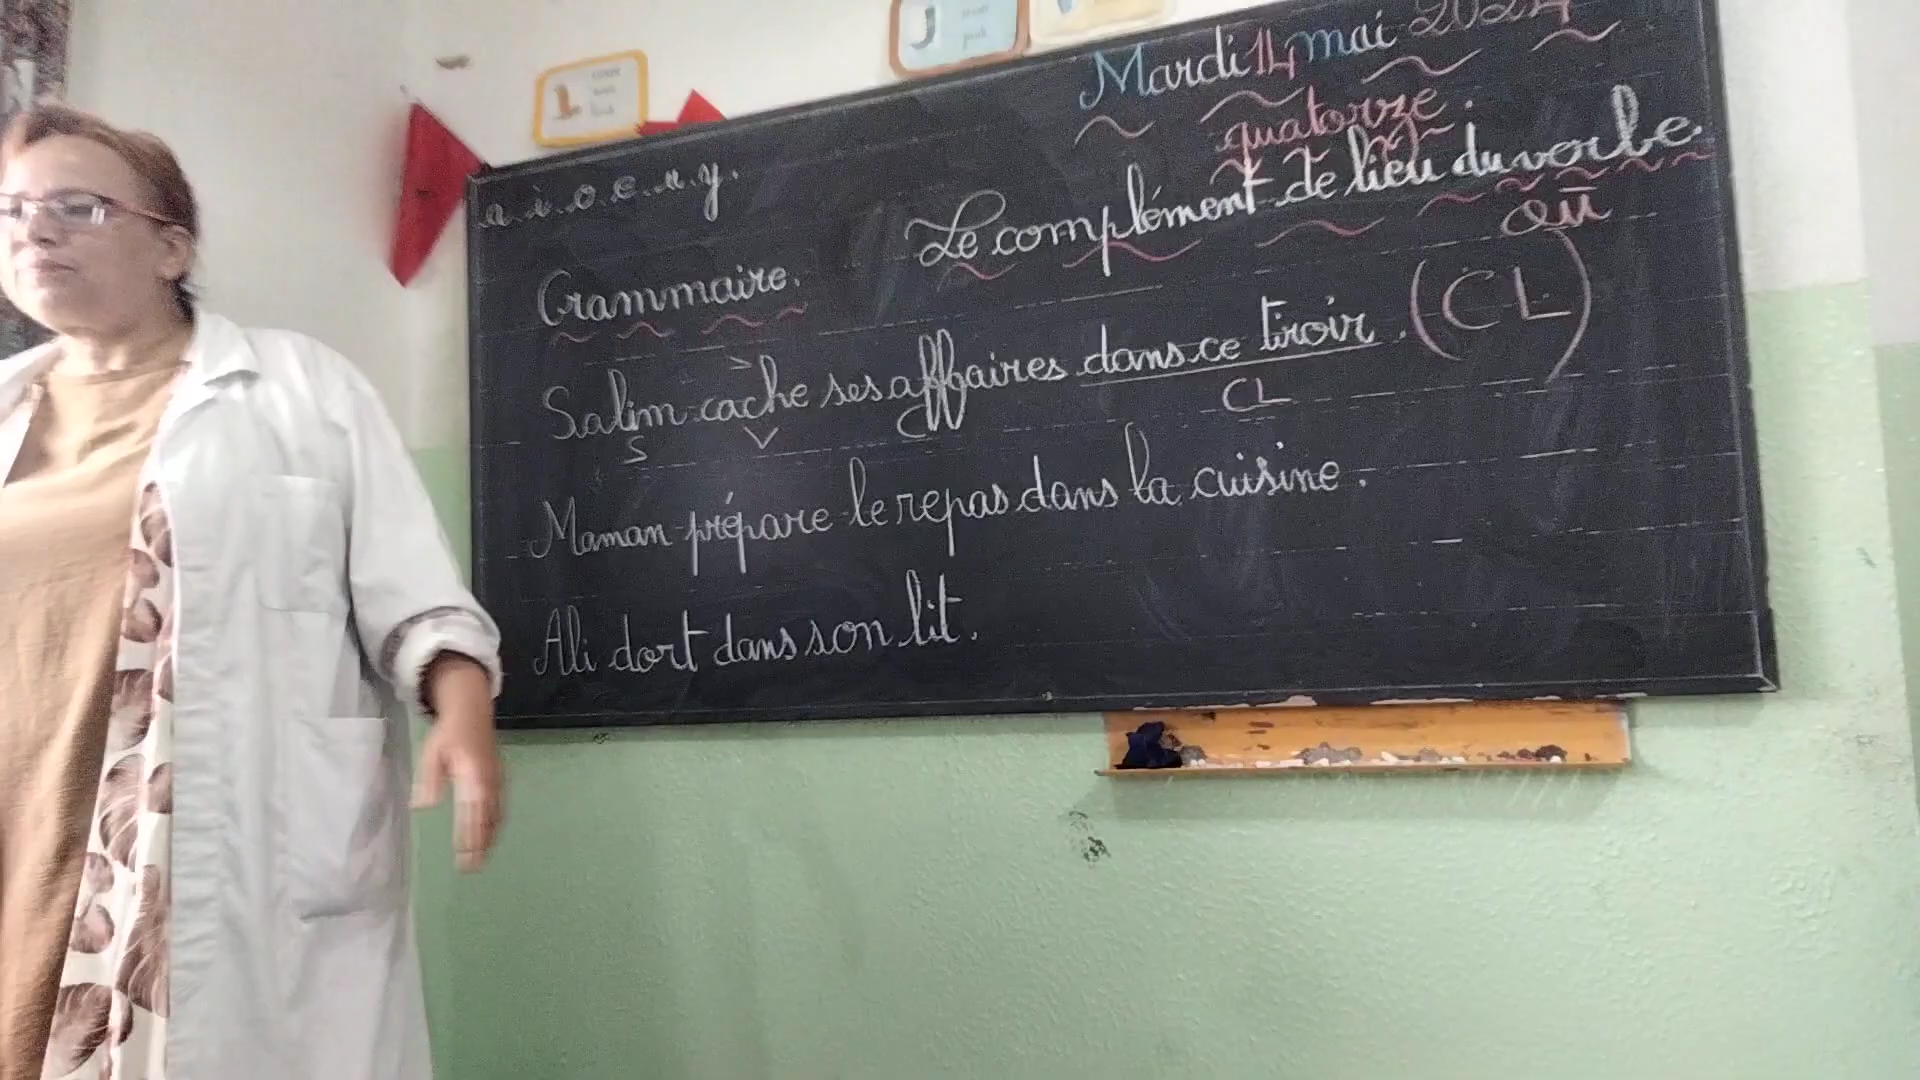 Mardi 14 mai 2024
quatorze.
a.i.o.e.u.y.
Le complément de lieu du verbe
où
Grammaire.
(CL)
Salim cache ses affaires dans ce tiroir.
S V CL
Maman prépare le repas dans la cuisine.
Ali dort dans son lit.